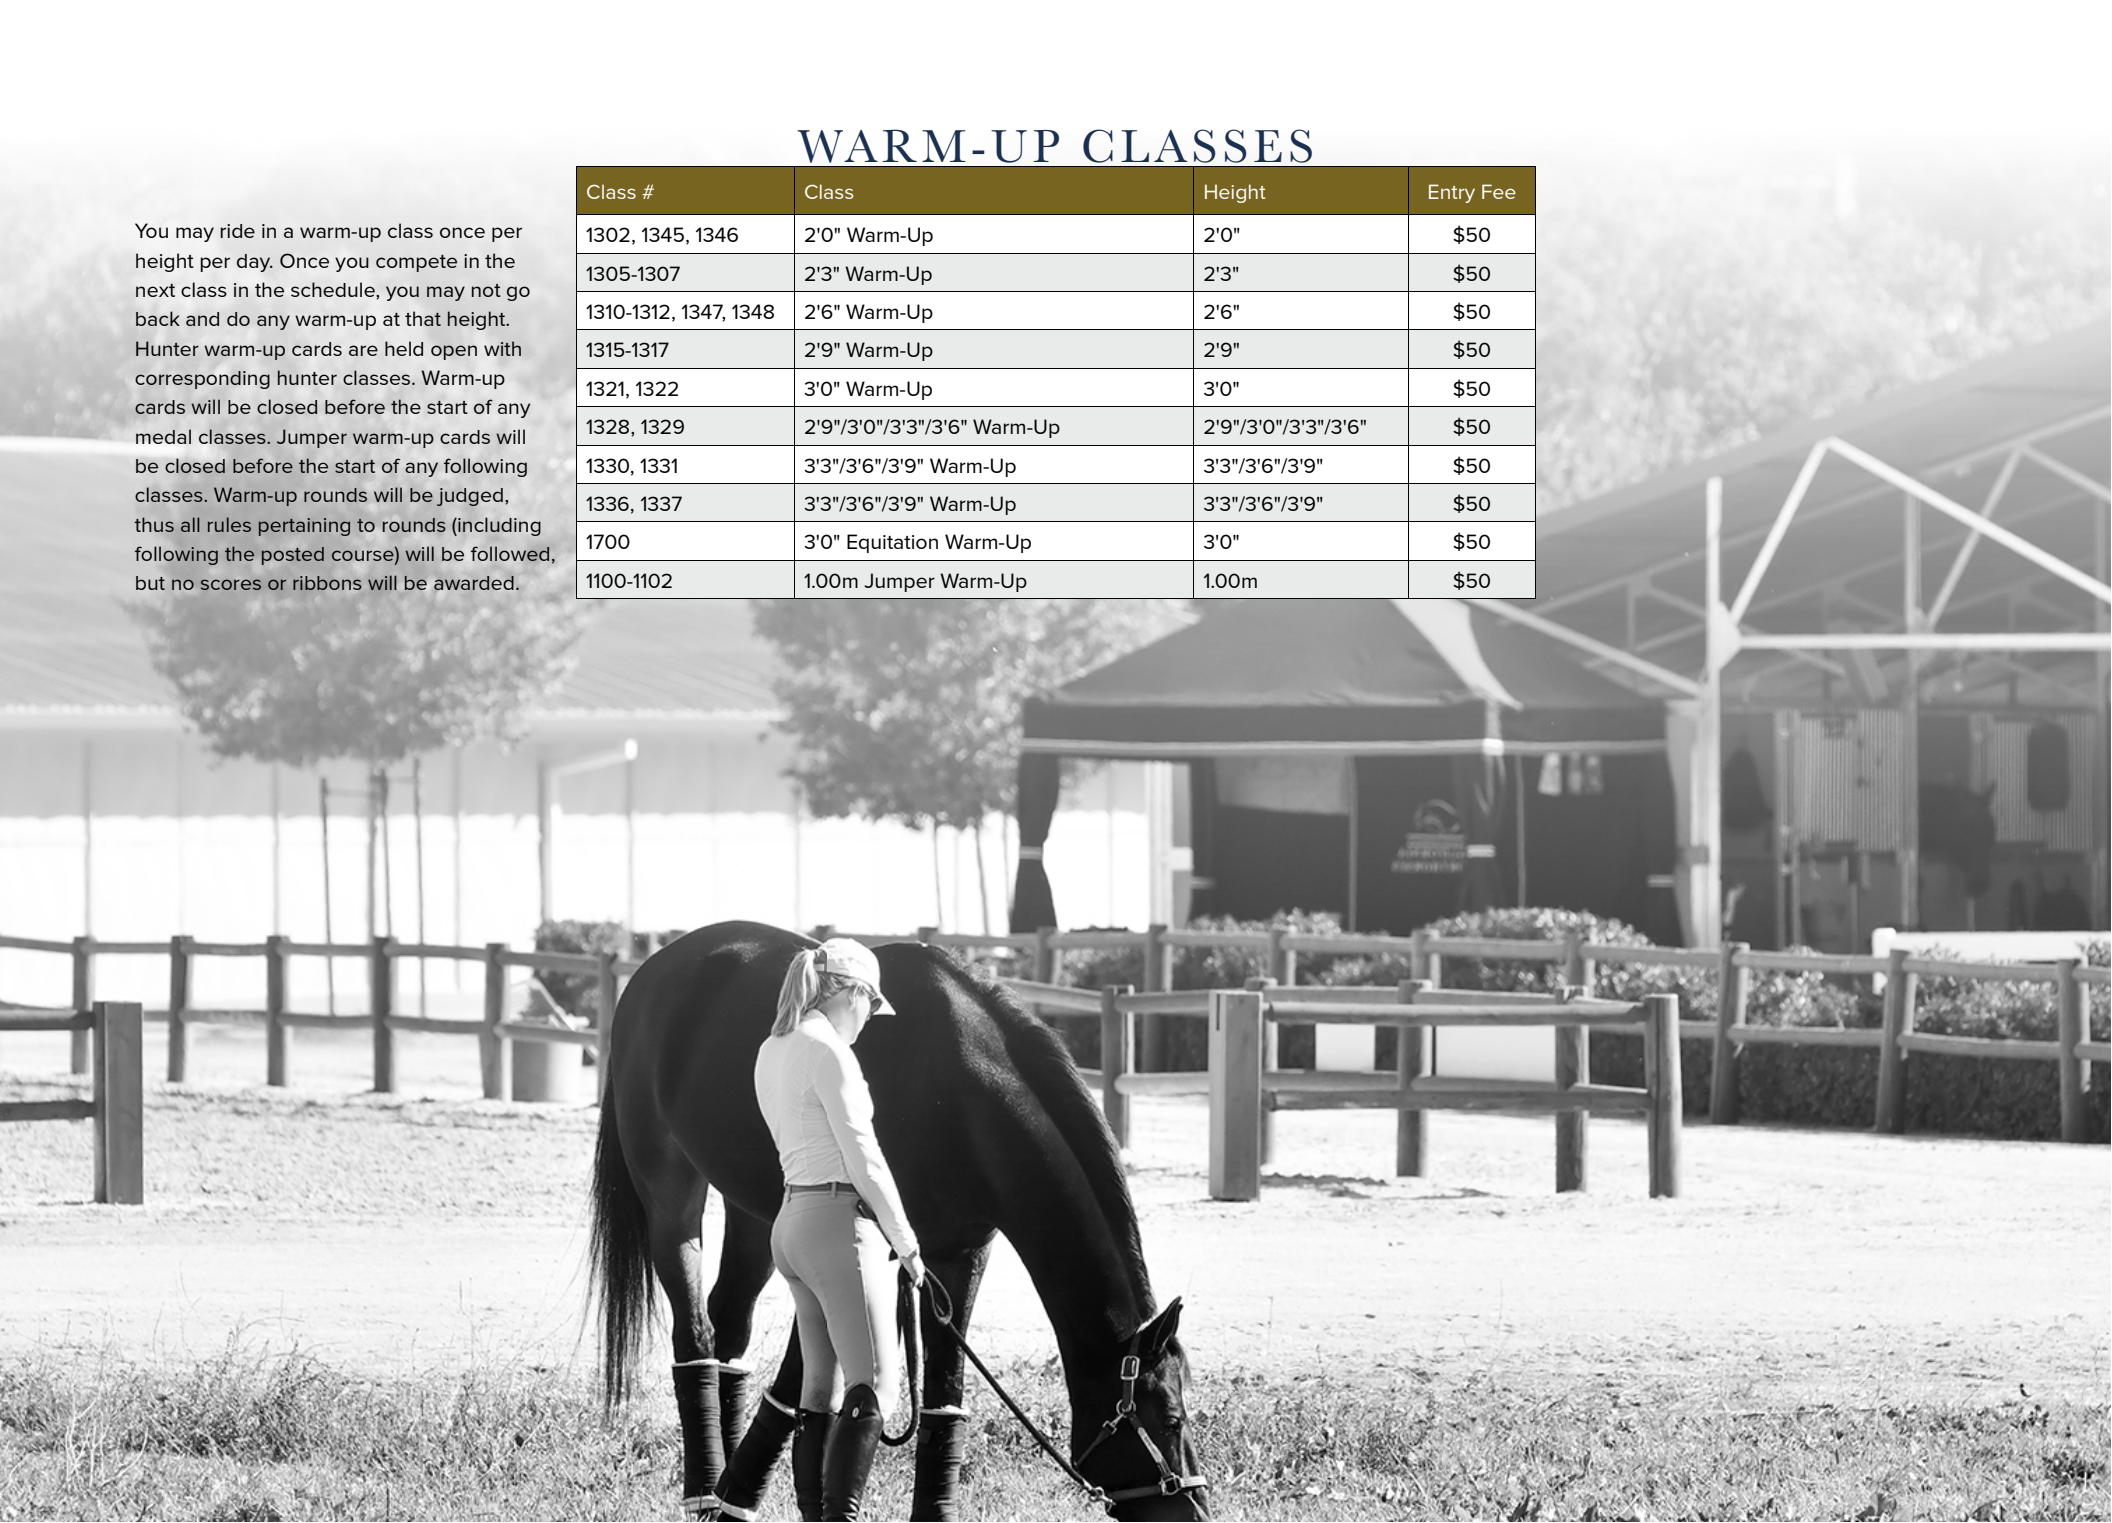 WARM-UP CLASSES
You may ride in a warm-up class once per
height per day. Once you compete in the
next class in the schedule, you may not go
back and do any warm-up at that height.
Hunter warm-up cards are held open with
corresponding hunter classes. Warm-up
cards will be closed before the start of any
medal classes. Jumper warm-up cards will
be closed before the start of any following
classes. Warm-up rounds will be judged,
thus all rules pertaining to rounds (including
following the posted course) will be followed,
but no scores or ribbons will be awarded.
Class # Class Height Entry Fee
1302, 1345, 1346 2'0" Warm-Up 2'0" $50
1305-1307 2'3" Warm-Up 2'3" $50
1310-1312, 1347, 1348 2'6" Warm-Up 2'6" $50
1315-1317 2'9" Warm-Up 2'9" $50
1321, 1322 3'0" Warm-Up 3'0" $50
1328, 1329 2'9"/3'0"/3'3"/3'6" Warm-Up 2'9"/3'0"/3'3"/3'6" $50
1330, 1331 3'3"/3'6"/3'9" Warm-Up 3'3"/3'6"/3'9" $50
1336, 1337 3'3"/3'6"/3'9" Warm-Up 3'3"/3'6"/3'9" $50
1700 3'0" Equitation Warm-Up 3'0" $50
1100-1102 1.00m Jumper Warm-Up 1.00m $50